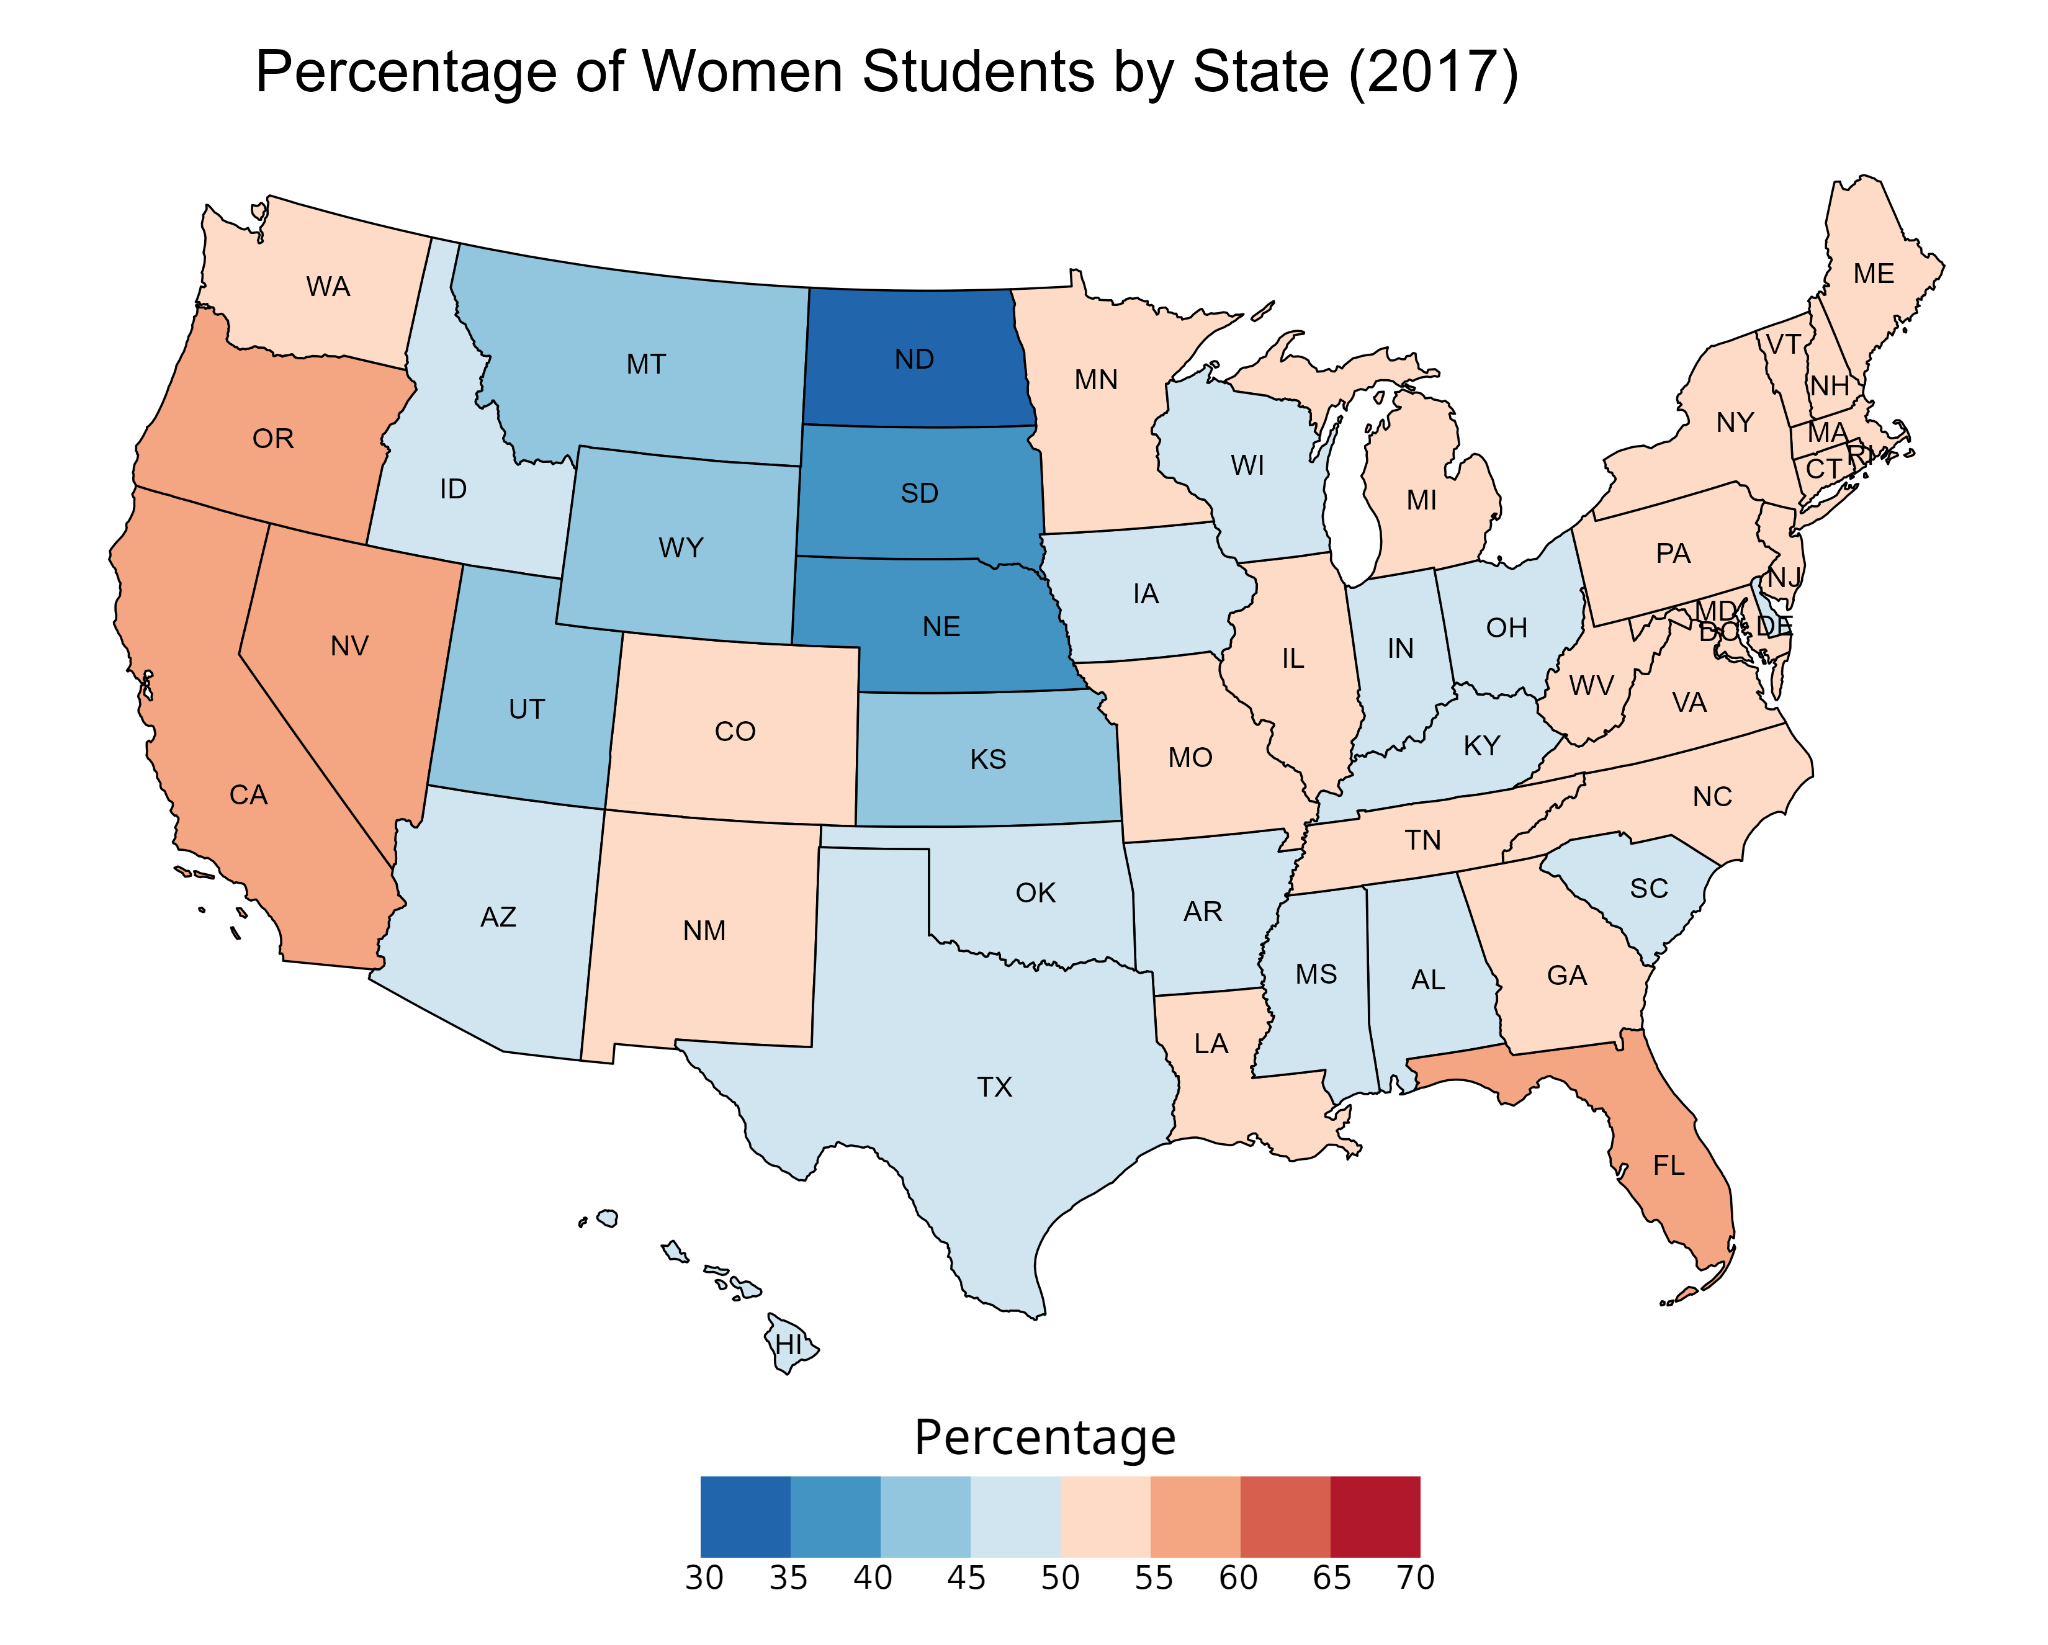 Percentage of Women Students by State (2017)
WA
ME
MT
ND
VT
MN
NH
NY
OR
MA
RI
WI
CT
ID
SD
MI
WY
PA
NJ
IA
MD
NE
OH
DE
DC
NV
IN
IL
WV
UT
VA
CO
KY
KS
MO
CA
NC
TN
OK
SC
AR
AZ
NM
MS
GA
AL
LA
TX
FL
HI
Percentage
30 35 40 45 50 55 60 65 70